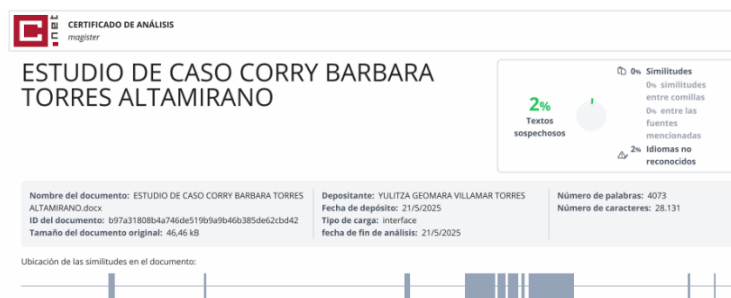 C.net
CERTIFICADO DE ANÁLISIS
magister
ESTUDIO DE CASO CORRY BARBARA
TORRES ALTAMIRANO
2%
Textos
sospechosos
0% Similitudes
0% similitudes
entre comillas
0% entre las
fuentes
mencionadas
2% Idiomas no
reconocidos
Nombre del documento: ESTUDIO DE CASO CORRY BARBARA TORRES
ALTAMIRANO.docx
ID del documento: b97a31808b4a746de519b9a9b46b385de62cbd42
Tamaño del documento original: 46,46 kB
Depositante: YULITZA GEOMARA VILLAMAR TORRES
Fecha de depósito: 21/5/2025
Tipo de carga: interface
fecha de fin de análisis: 21/5/2025
Número de palabras: 4073
Número de caracteres: 28.131
Ubicación de las similitudes en el documento: